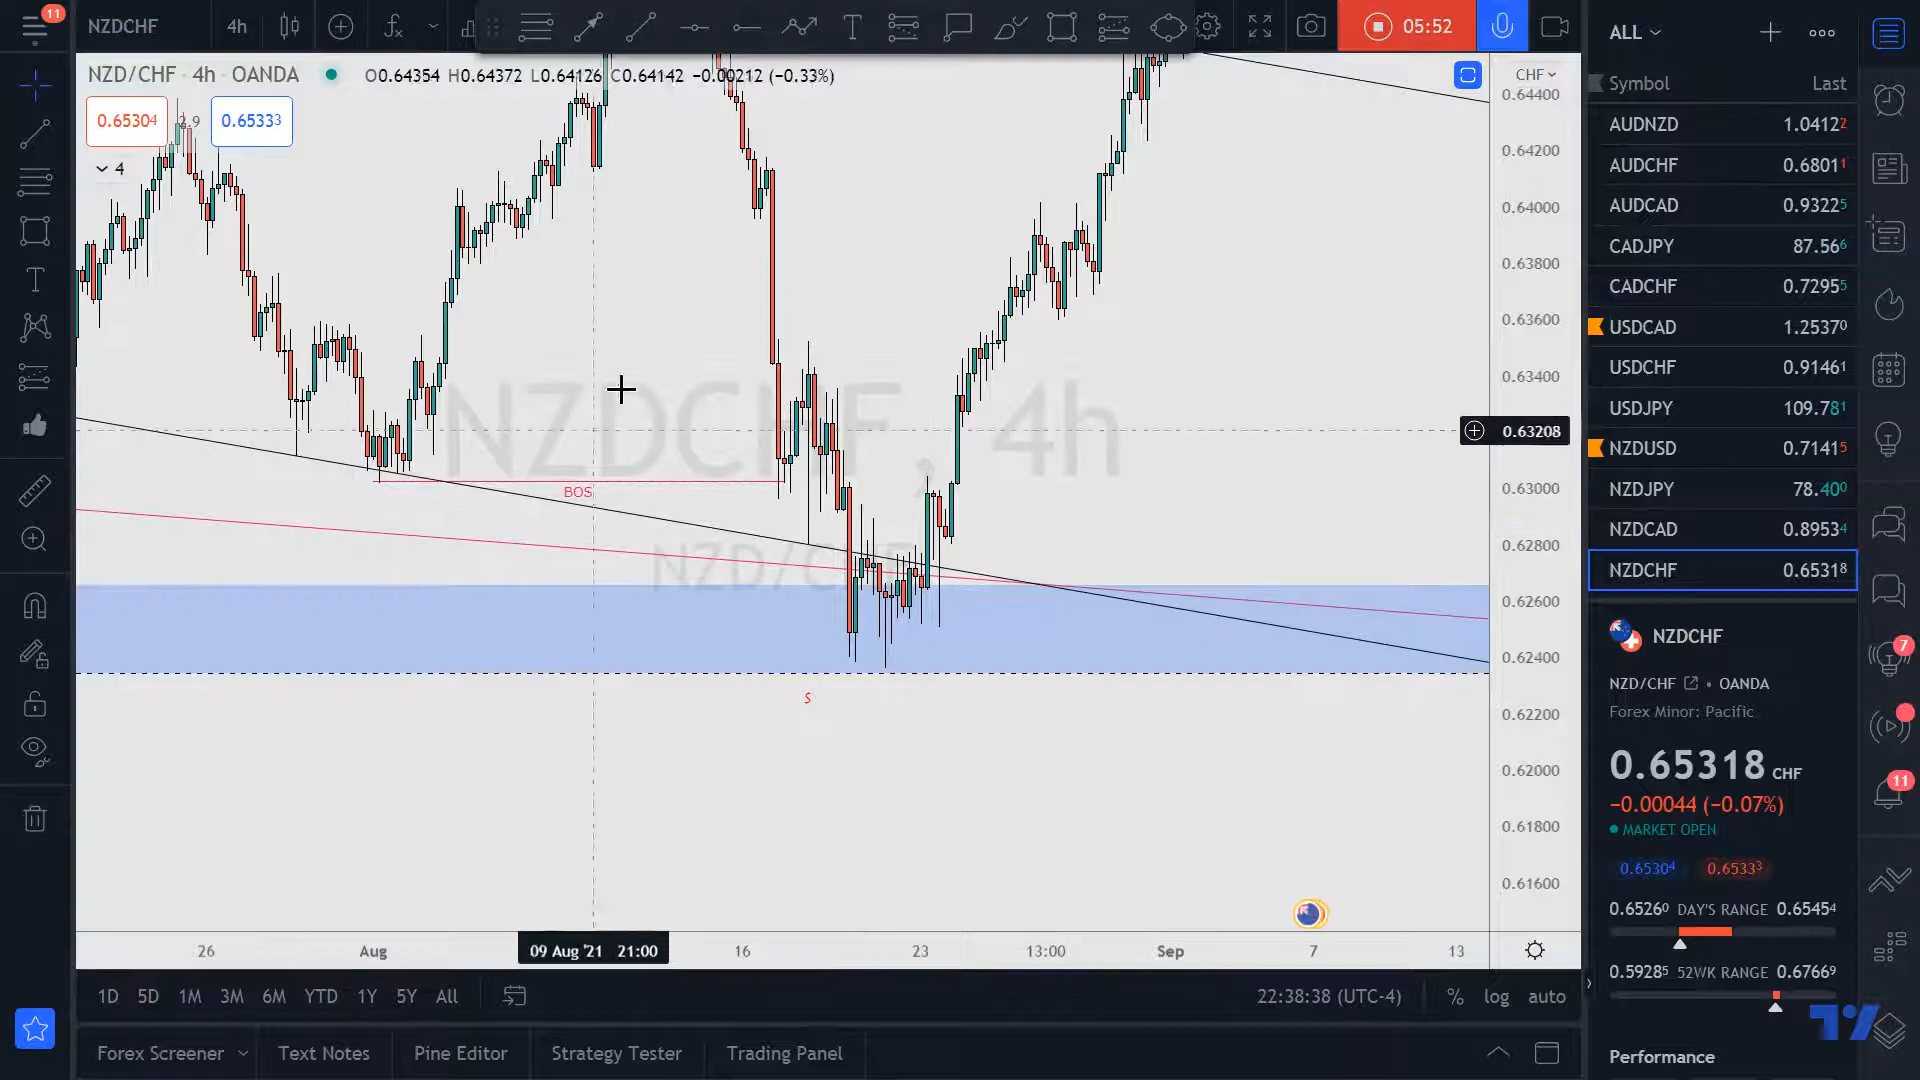 11
NZDCHF
4h
05:52
ALL
NZD/CHF · 4h · OANDA
O0.64354 H0.64372 L0.64126 C0.64142 −0.00212 (−0.33%)
CHF
0.65304
2.9
0.65333
4
0.64400
0.64200
0.64000
0.63800
0.63600
0.63400
0.63208
0.63000
0.62800
0.62600
0.62400
0.62200
0.62000
0.61800
0.61600
NZDCHF, 4h
NZD/CHF
BOS
S
26
Aug
09 Aug '21 21:00
16
23
13:00
Sep
7
13
1D
5D
1M
3M
6M
YTD
1Y
5Y
All
22:38:38 (UTC-4)
%
log
auto
Forex Screener
Text Notes
Pine Editor
Strategy Tester
Trading Panel
Symbol Last
AUDNZD 1.04122
AUDCHF 0.68011
AUDCAD 0.93225
CADJPY 87.566
CADCHF 0.72955
USDCAD 1.25370
USDCHF 0.91461
USDJPY 109.781
NZDUSD 0.71415
NZDJPY 78.400
NZDCAD 0.89534
NZDCHF 0.65318
NZDCHF
NZD/CHF • OANDA
Forex Minor: Pacific
0.65318 CHF
−0.00044 (−0.07%)
MARKET OPEN
0.65304 0.65333
0.65260 DAY'S RANGE 0.65454
0.59285 52WK RANGE 0.67669
Performance
7
11